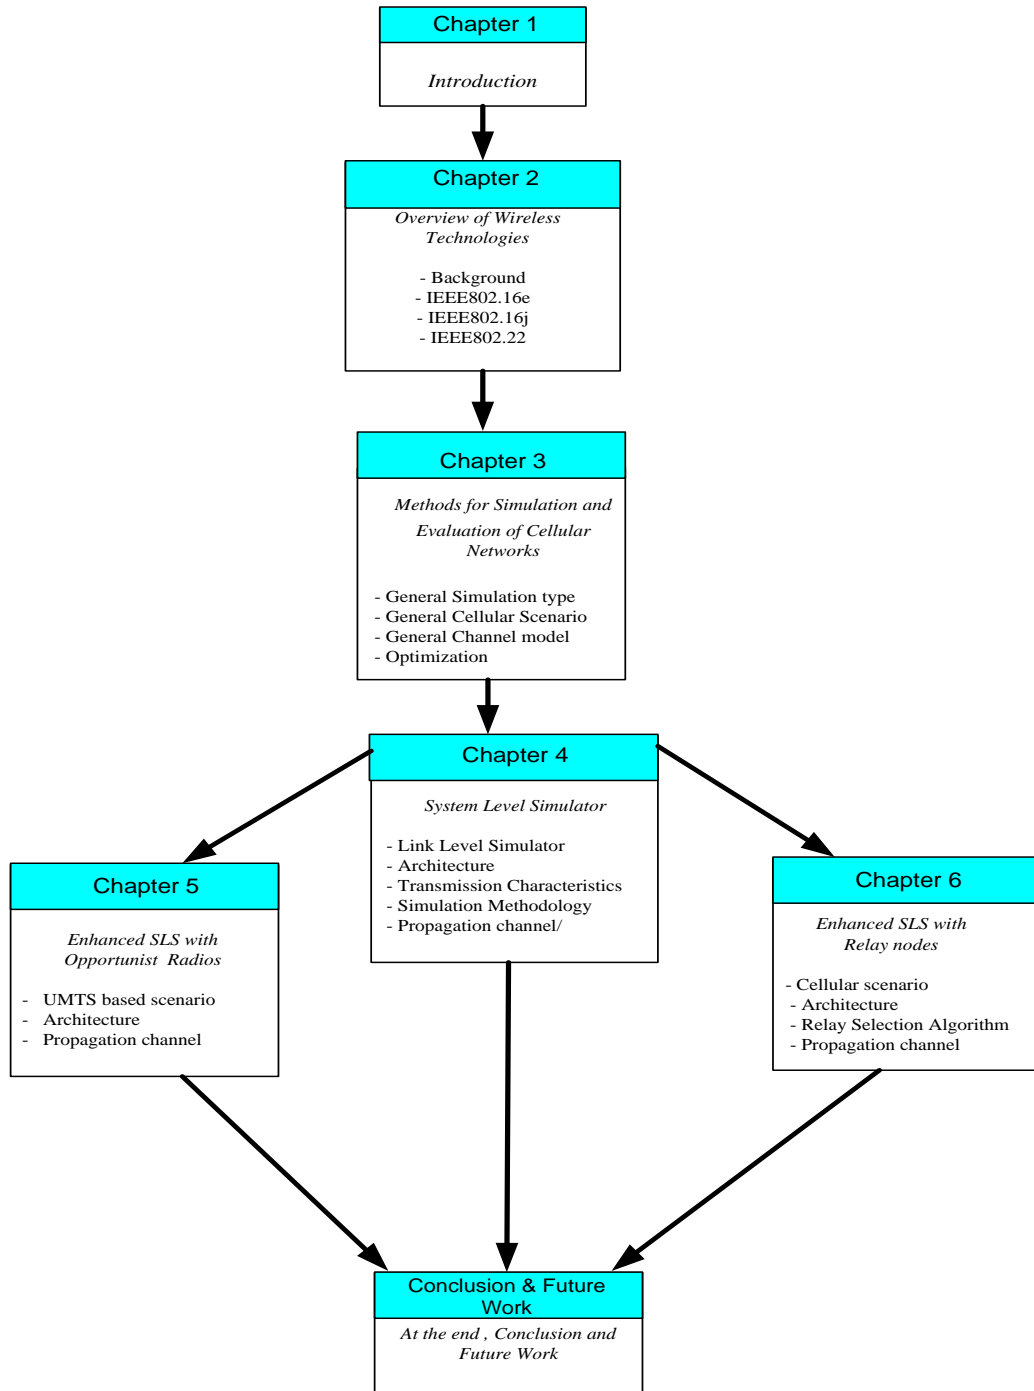 Chapter 1
Introduction
Chapter 2
Overview of Wireless
Technologies
- Background
- IEEE802.16e
- IEEE802.16j
- IEEE802.22
Chapter 3
Methods for Simulation and
Evaluation of Cellular
Networks
- General Simulation type
- General Cellular Scenario
- General Channel model
- Optimization
Chapter 4
System Level Simulator
- Link Level Simulator
- Architecture
- Transmission Characteristics
- Simulation Methodology
- Propagation channel/
Chapter 5
Enhanced SLS with
Opportunist Radios
- UMTS based scenario
- Architecture
- Propagation channel
Chapter 6
Enhanced SLS with
Relay nodes
- Cellular scenario
- Architecture
- Relay Selection Algorithm
- Propagation channel
Conclusion & Future
Work
At the end , Conclusion and
Future Work